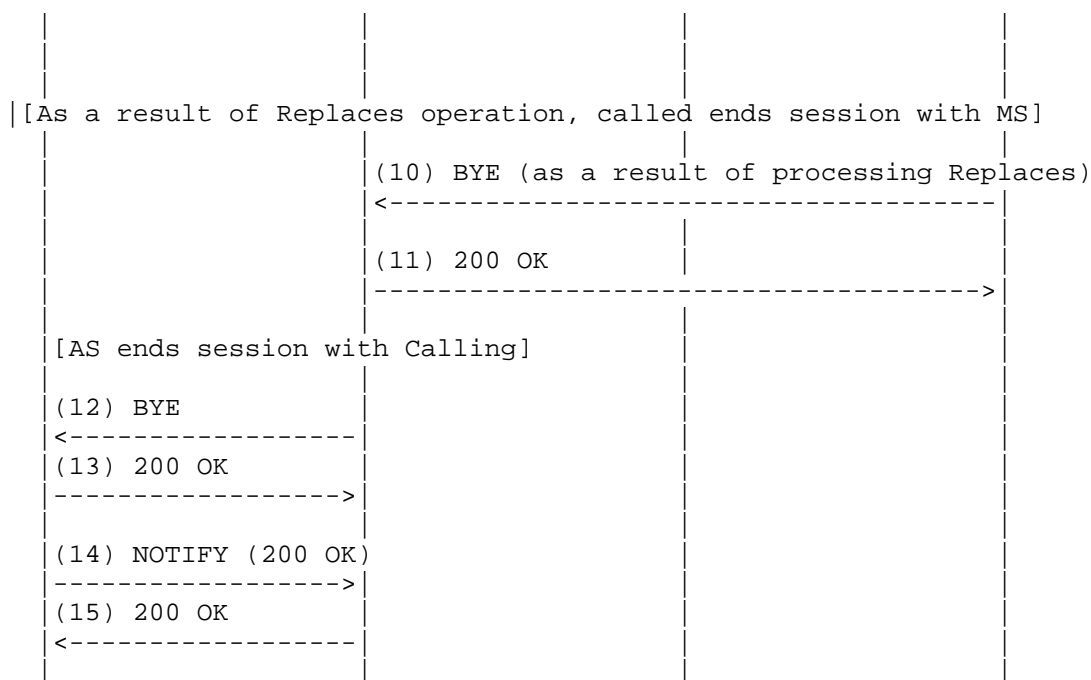 [As a result of Replaces operation, called ends session with MS]
(10) BYE (as a result of processing Replaces)
(11) 200 OK
[AS ends session with Calling]
(12) BYE
(13) 200 OK
(14) NOTIFY (200 OK)
(15) 200 OK